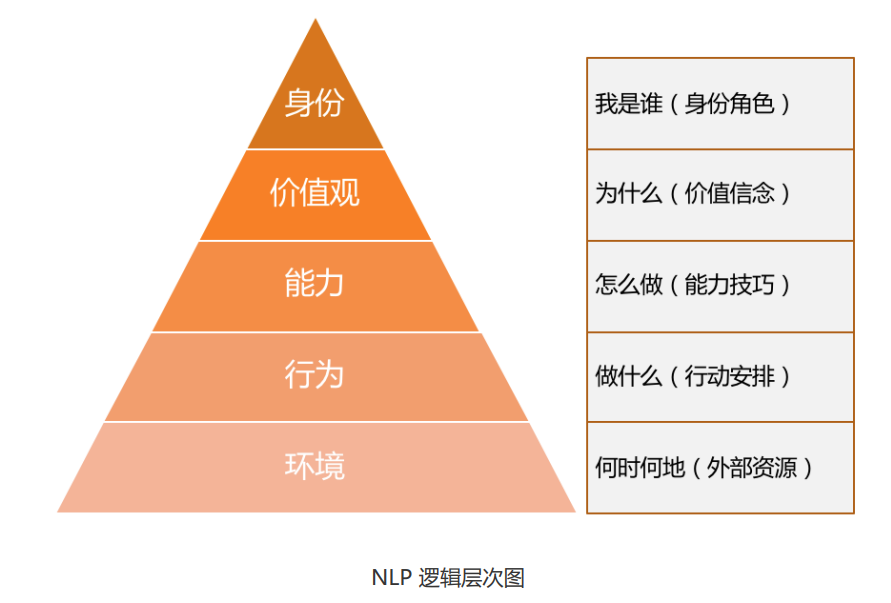 身份
我是谁（身份角色）
价值观
为什么（价值信念）
能力
怎么做（能力技巧）
行为
做什么（行动安排）
环境
何时何地（外部资源）
NLP 逻辑层次图